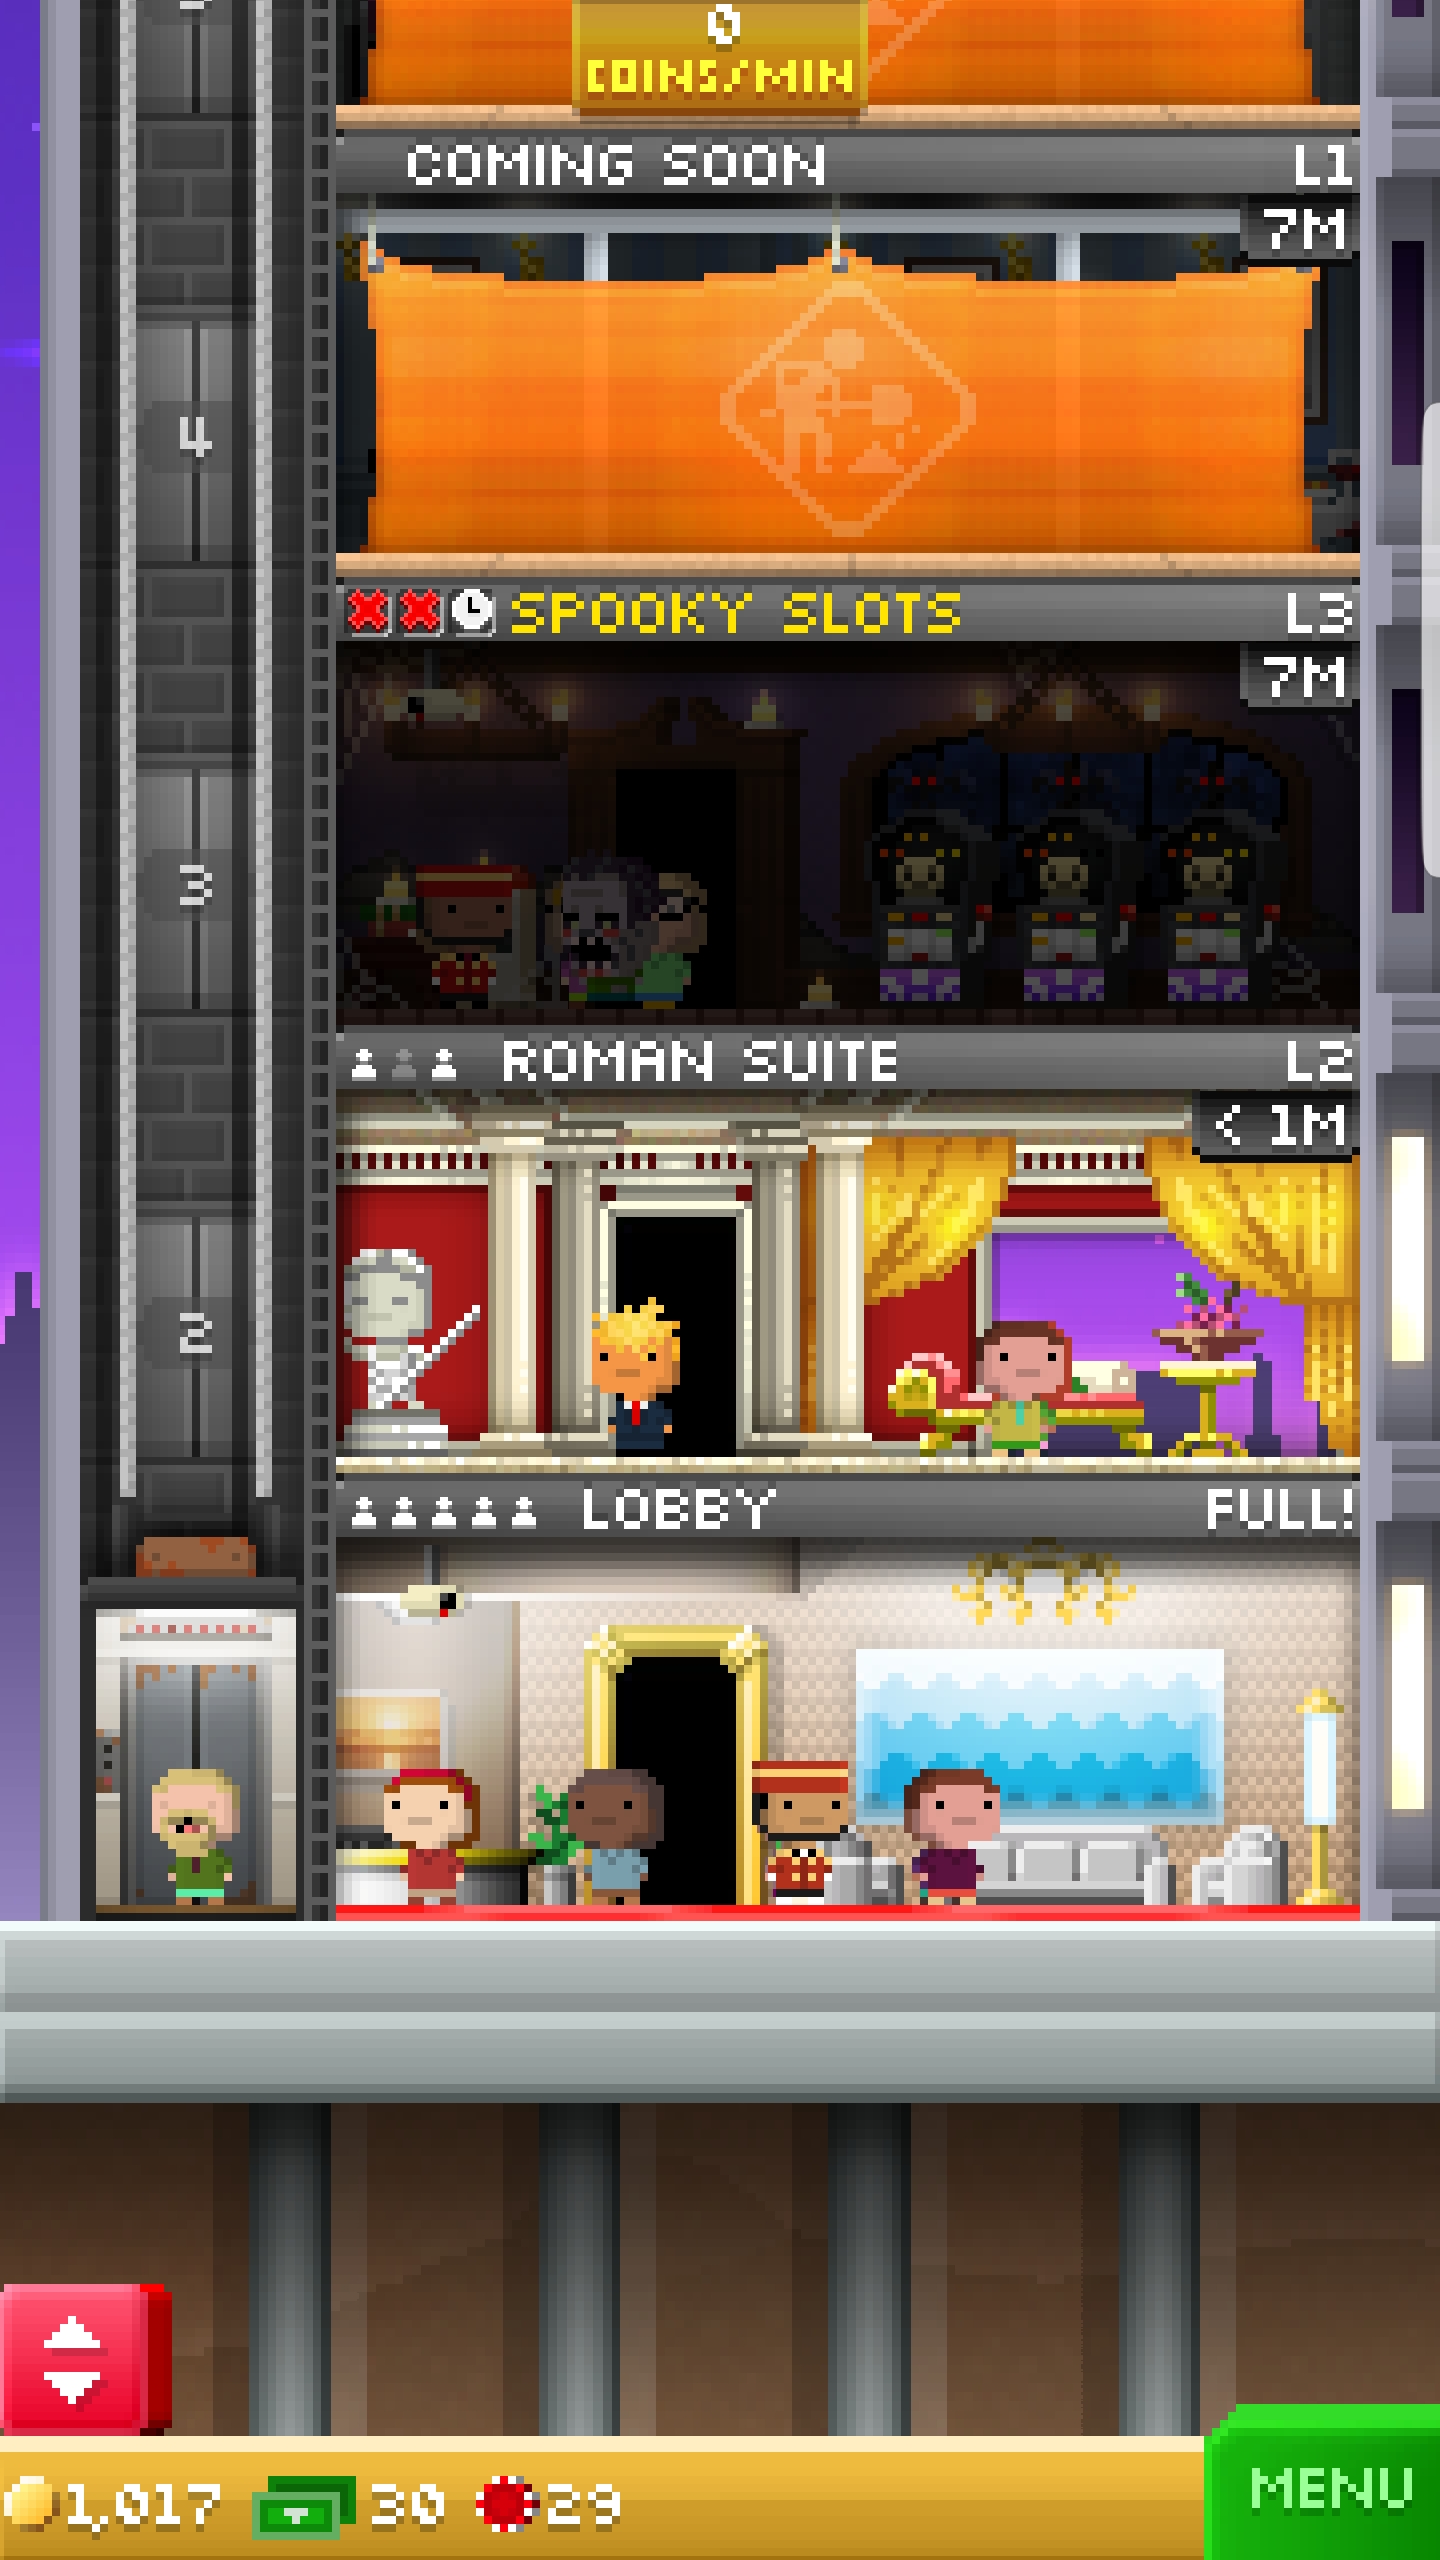 0
COINS/MIN
COMING SOON L1
7M
4
SPOOKY SLOTS L3
7M
3
ROMAN SUITE L2
< 1M
2
LOBBY FULL!
1,017 30 29
MENU